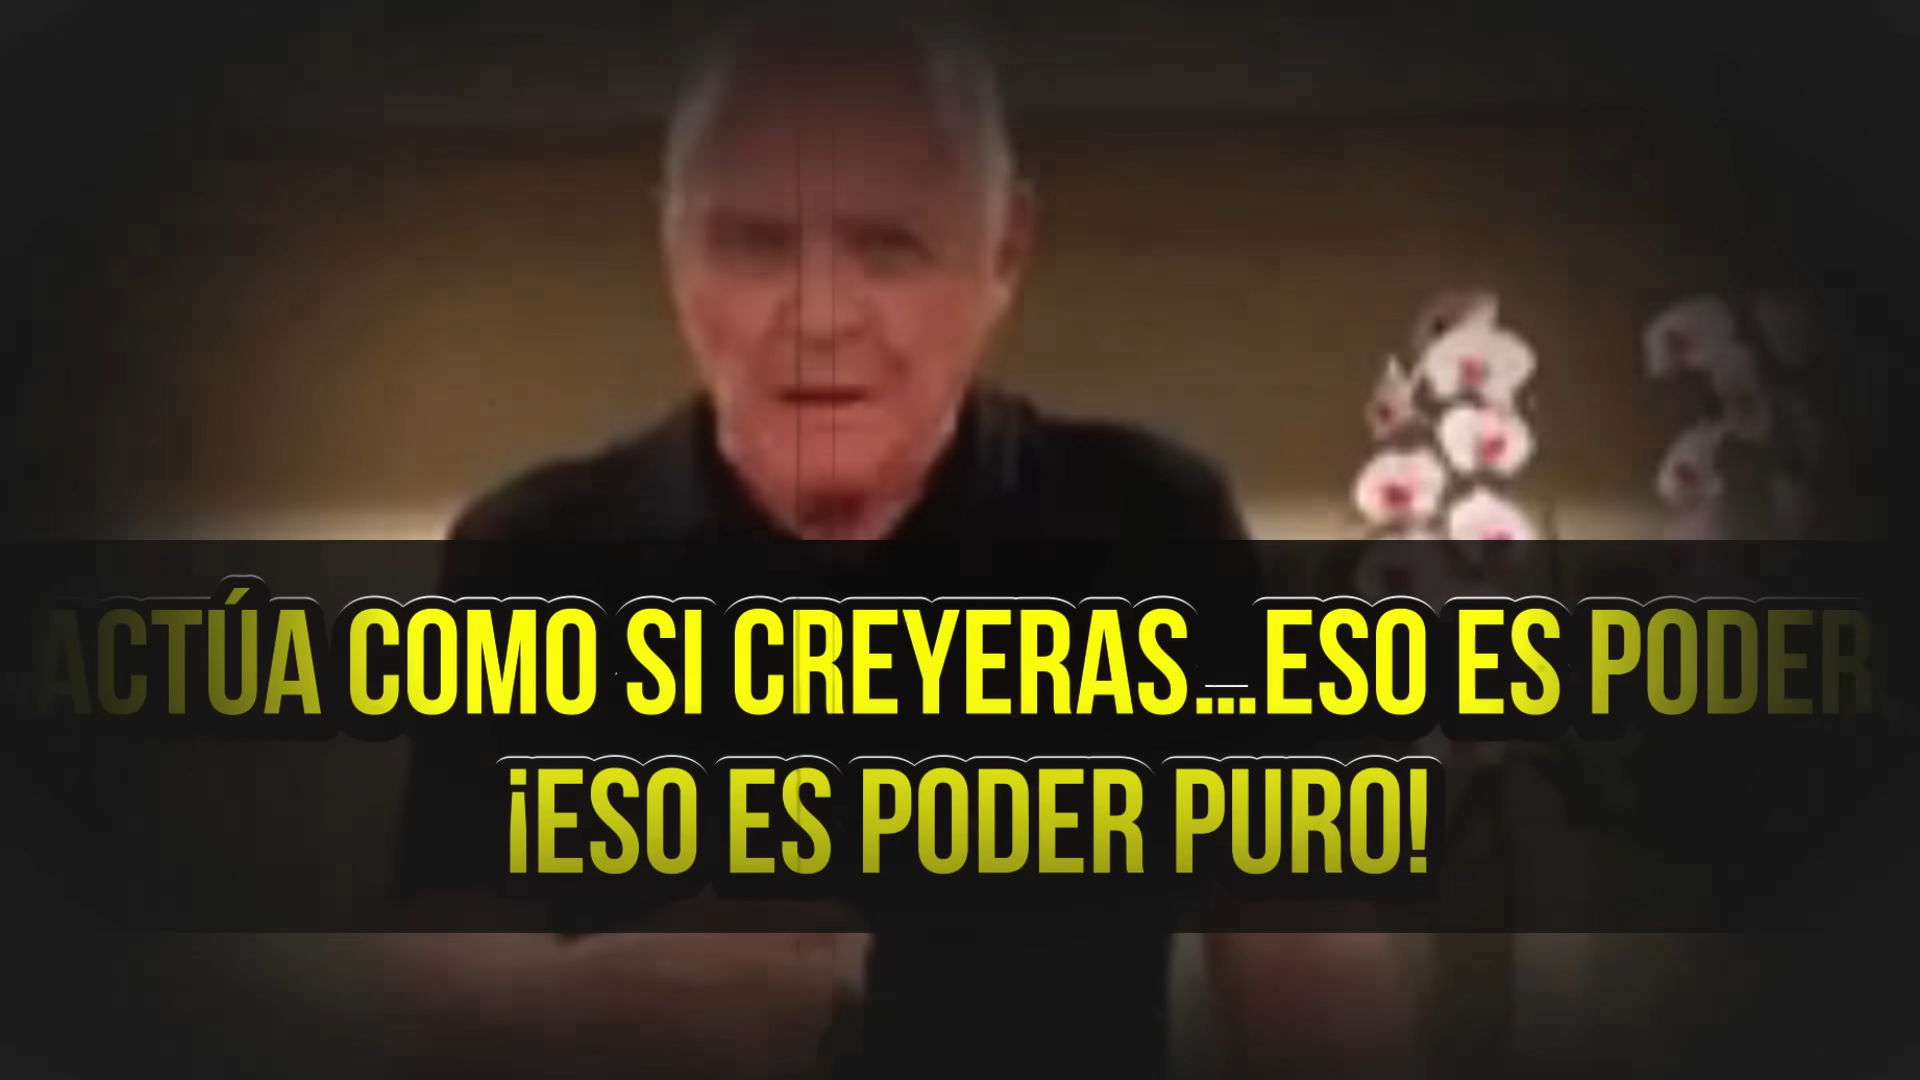 ACTÚA COMO SI CREYERAS...ESO ES PODER
¡ESO ES PODER PURO!